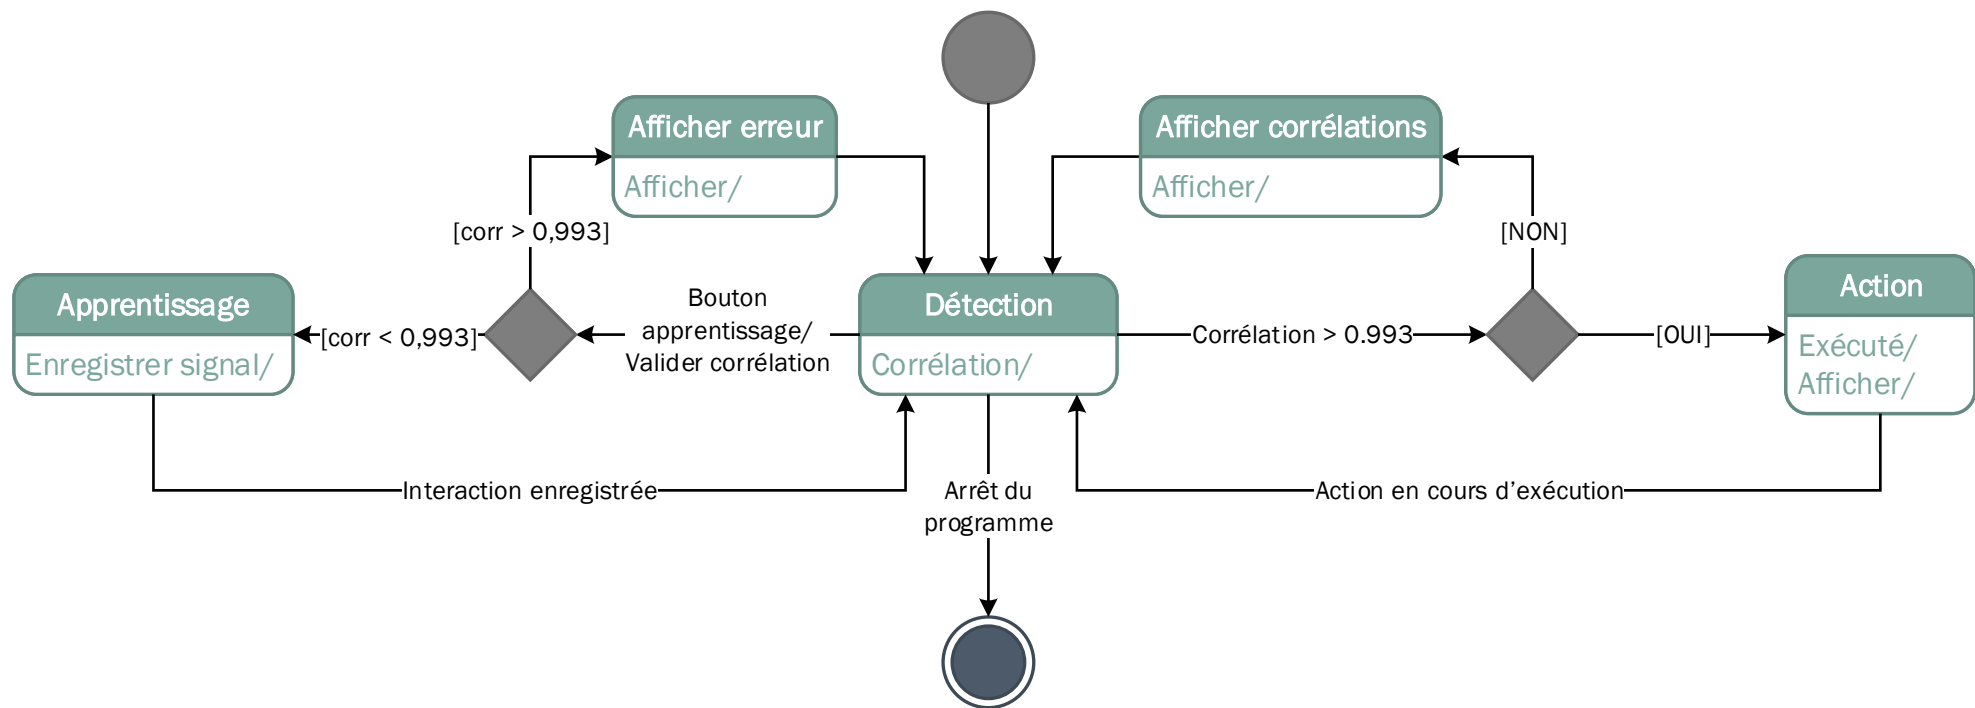 Afficher erreur
Afficher/
Afficher corrélations
Afficher/
[corr > 0,993]
[NON]
Apprentissage
Enregistrer signal/
[corr < 0,993]
Bouton
apprentissage/
Valider corrélation
Détection
Corrélation/
Corrélation > 0.993
[OUI]
Action
Exécuté/
Afficher/
Interaction enregistrée
Arrêt du
programme
Action en cours d’exécution